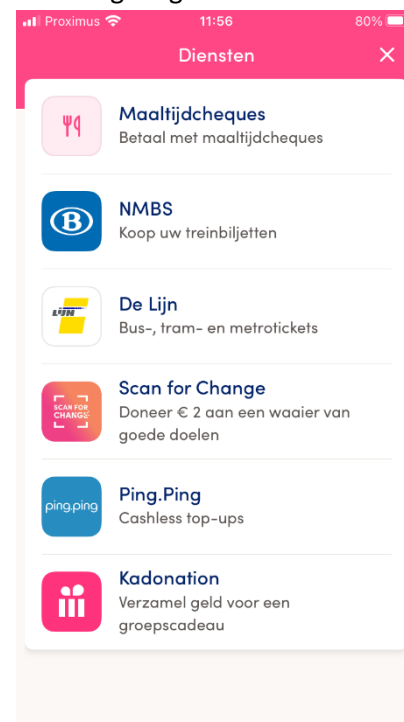 Proximus 11:56 80%
Diensten
Maaltijdcheques
Betaal met maaltijdcheques
B
NMBS
Koop uw treinbiljetten
LIJN
De Lijn
Bus-, tram- en metrotickets
SCAN FOR
CHANGE
Scan for Change
Doneer € 2 aan een waaier van
goede doelen
ping.ping
Ping.Ping
Cashless top-ups
Kadonation
Verzamel geld voor een
groepscadeau